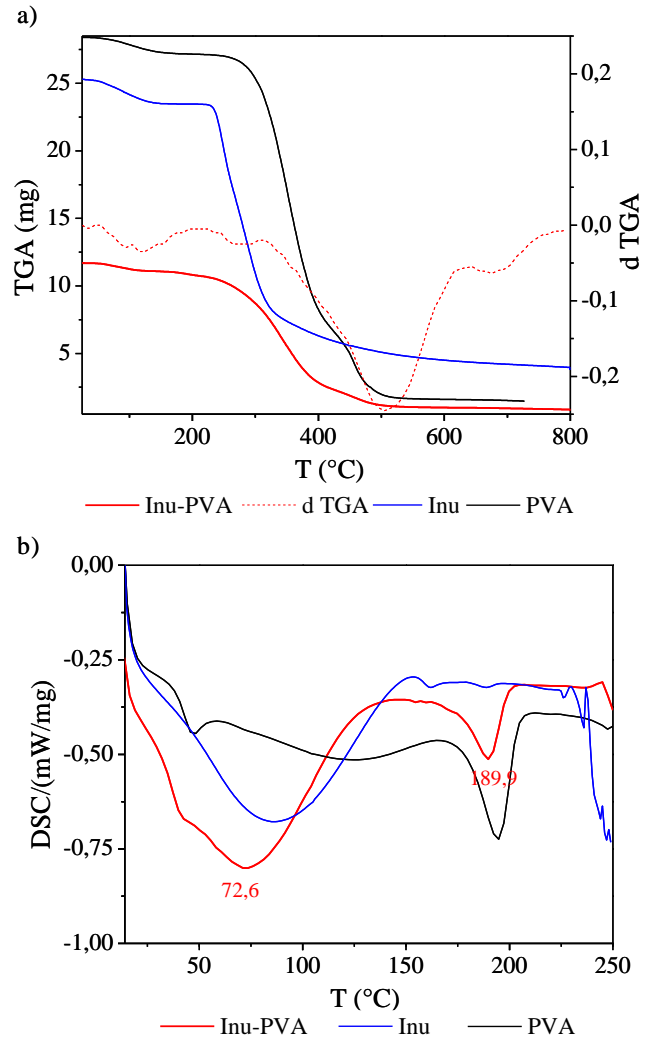 a)
25
20
15
10
5
TGA (mg)
0,2
0,1
0,0
-0,1
-0,2
d TGA
200 400 600 800
T (°C)
Inu-PVA d TGA Inu PVA
b)
0,00
-0,25
-0,50
-0,75
-1,00
DSC/(mW/mg)
189,9
72,6
50 100 150 200 250
T (°C)
Inu-PVA Inu PVA